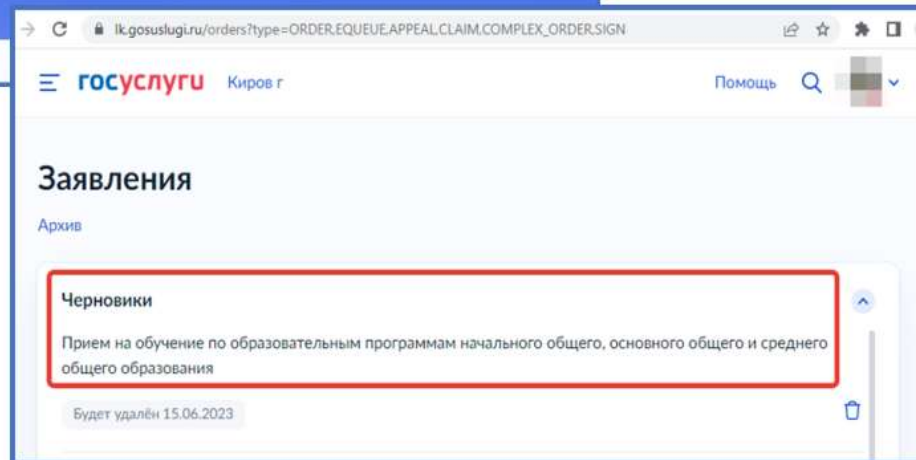 lk.gosuslugi.ru/orders?type=ORDER,EQUEUE,APPEAL,CLAIM,COMPLEX_ORDER,SIGN
госуслуги Киров г Помощь
Заявления
Архив
Черновики
Прием на обучение по образовательным программам начального общего, основного общего и среднего
общего образования
Будет удалён 15.06.2023